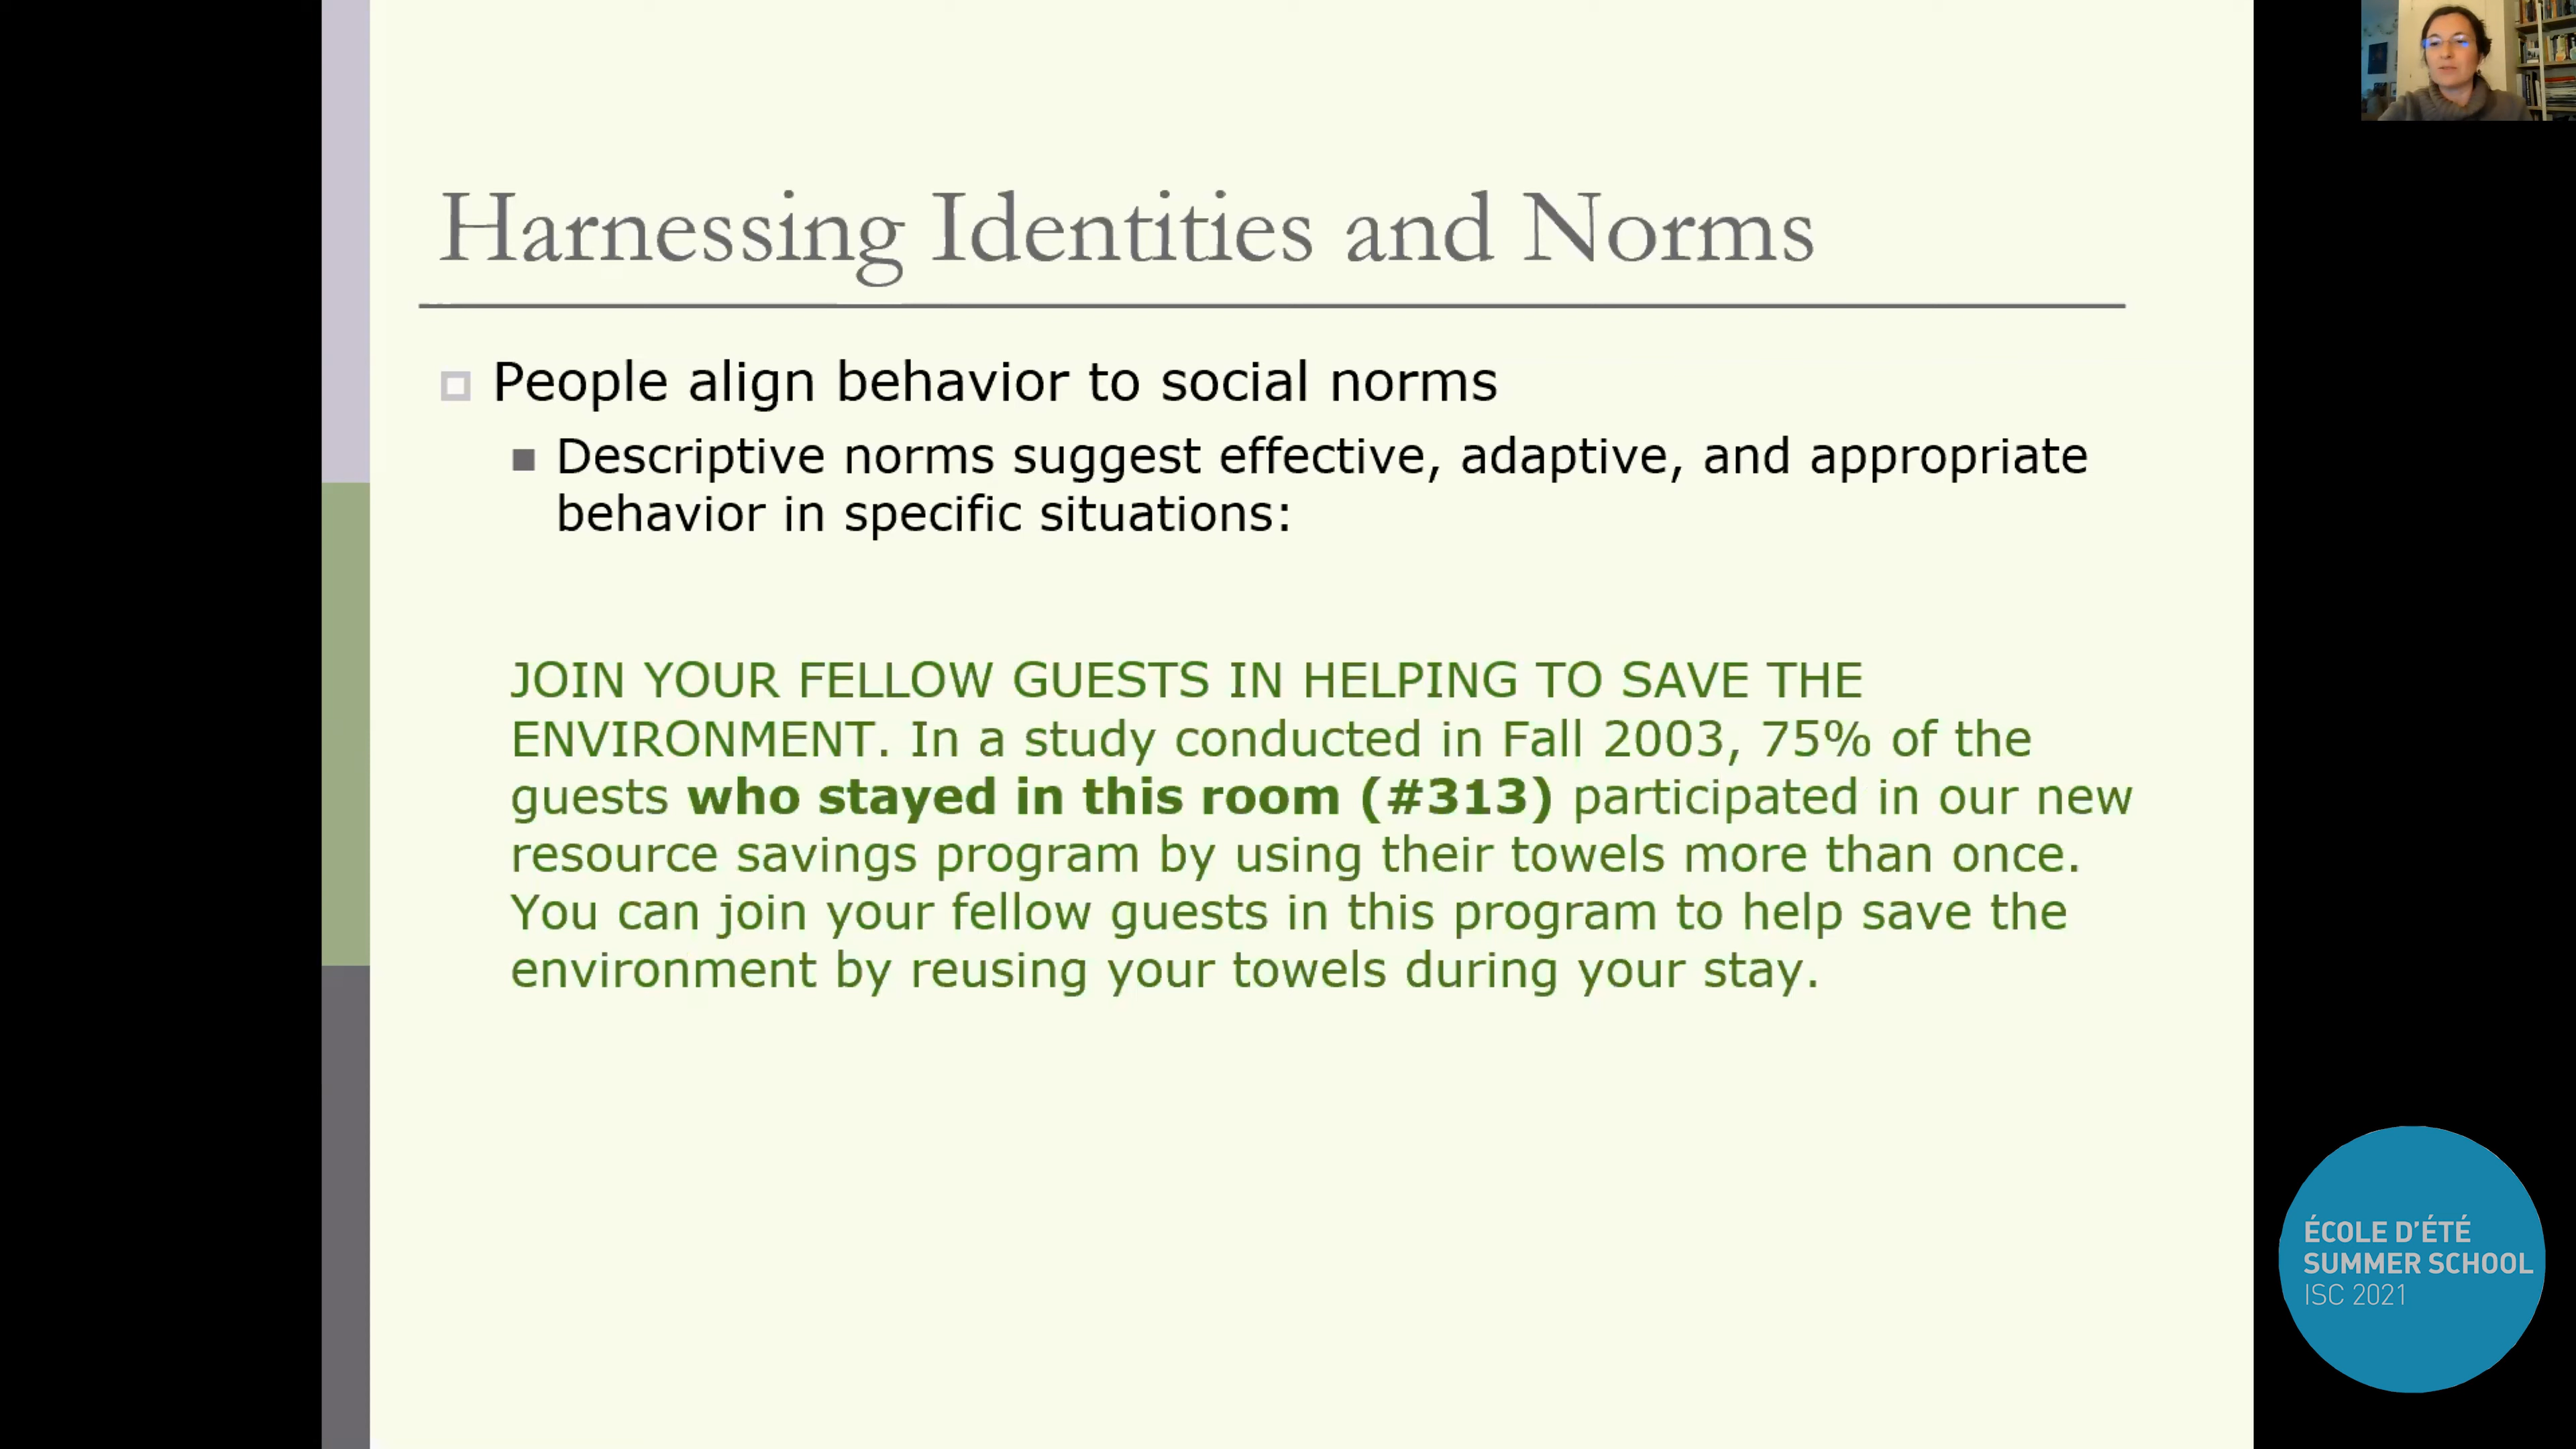 Harnessing Identities and Norms
People align behavior to social norms
Descriptive norms suggest effective, adaptive, and appropriate
behavior in specific situations:
JOIN YOUR FELLOW GUESTS IN HELPING TO SAVE THE
ENVIRONMENT. In a study conducted in Fall 2003, 75% of the
guests who stayed in this room (#313) participated in our new
resource savings program by using their towels more than once.
You can join your fellow guests in this program to help save the
environment by reusing your towels during your stay.
ÉCOLE D'ÉTÉ
SUMMER SCHOOL
ISC 2021